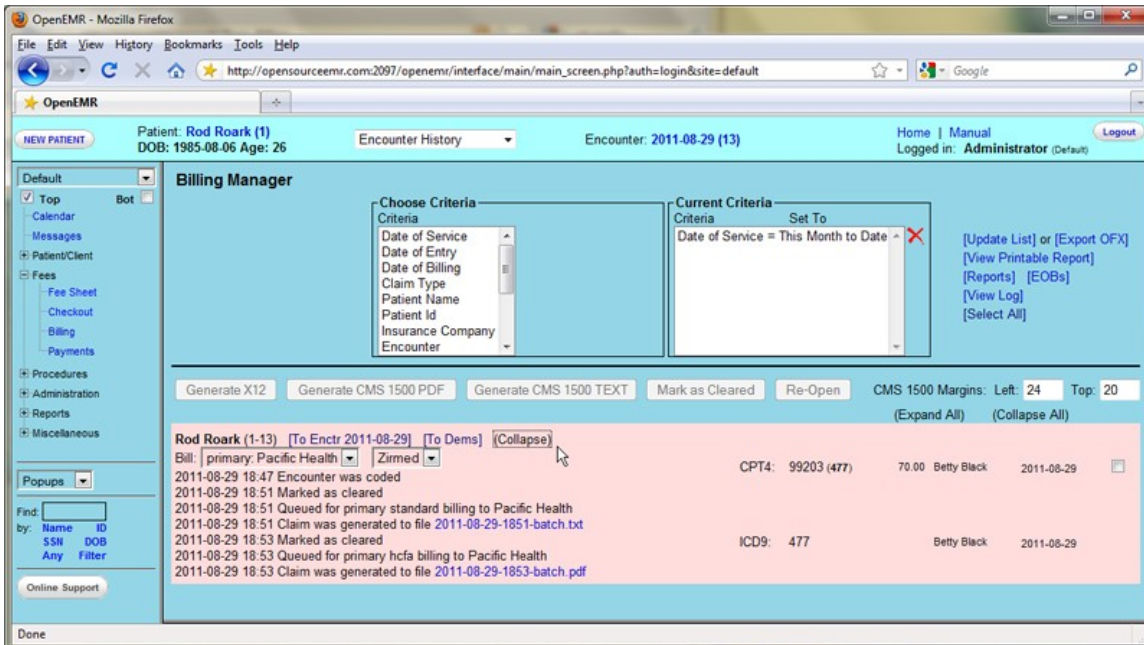 OpenEMR - Mozilla Firefox
File Edit View History Bookmarks Tools Help
http://opensourceemr.com:2097/openemr/interface/main/main_screen.php?auth=login&site=default Google
OpenEMR
NEW PATIENT
Patient: Rod Roark (1)
DOB: 1985-08-06 Age: 26
Encounter History
Encounter: 2011-08-29 (13)
Home | Manual
Logged in: Administrator (Default)
Logout
Default
Top Bot
Calendar
Messages
Patient/Client
Fees
Fee Sheet
Checkout
Billing
Payments
Procedures
Administration
Reports
Miscellaneous
Popups
Find:
by: Name ID
SSN DOB
Any Filter
Online Support
Billing Manager
Choose Criteria
Criteria
Date of Service
Date of Entry
Date of Billing
Claim Type
Patient Name
Patient Id
Insurance Company
Encounter
Current Criteria
Criteria Set To
Date of Service = This Month to Date
[Update List] or [Export OFX]
[View Printable Report]
[Reports] [EOBs]
[View Log]
[Select All]
Generate X12 Generate CMS 1500 PDF Generate CMS 1500 TEXT Mark as Cleared Re-Open CMS 1500 Margins: Left: 24 Top: 20
(Expand All) (Collapse All)
Rod Roark (1-13) [To Enctr 2011-08-29] [To Dems] (Collapse)
Bill: primary: Pacific Health Zirmed
CPT4: 99203 (477) 70.00 Betty Black 2011-08-29
2011-08-29 18:47 Encounter was coded
2011-08-29 18:51 Marked as cleared
2011-08-29 18:51 Queued for primary standard billing to Pacific Health
2011-08-29 18:51 Claim was generated to file 2011-08-29-1851-batch.txt
2011-08-29 18:53 Marked as cleared
ICD9: 477 Betty Black 2011-08-29
2011-08-29 18:53 Queued for primary hcfa billing to Pacific Health
2011-08-29 18:53 Claim was generated to file 2011-08-29-1853-batch.pdf
Done